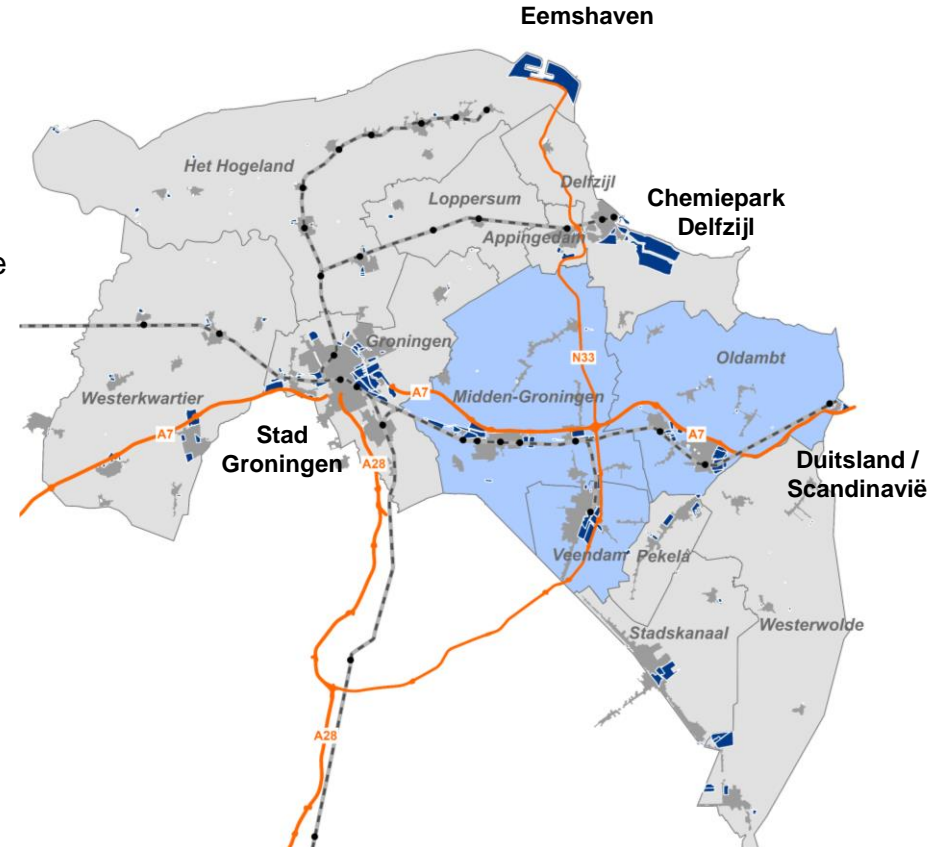 Eemshaven
Het Hogeland
Delfzijl
Loppersum
Chemiepark
Delfzijl
Appingedam
e
Groningen
N33
Oldambt
A7
Midden-Groningen
Westerkwartier
A7
A7
Stad
Groningen
A28
Duitsland /
Scandinavië
Veendam
Pekela
Stadskanaal
Westerwolde
A28